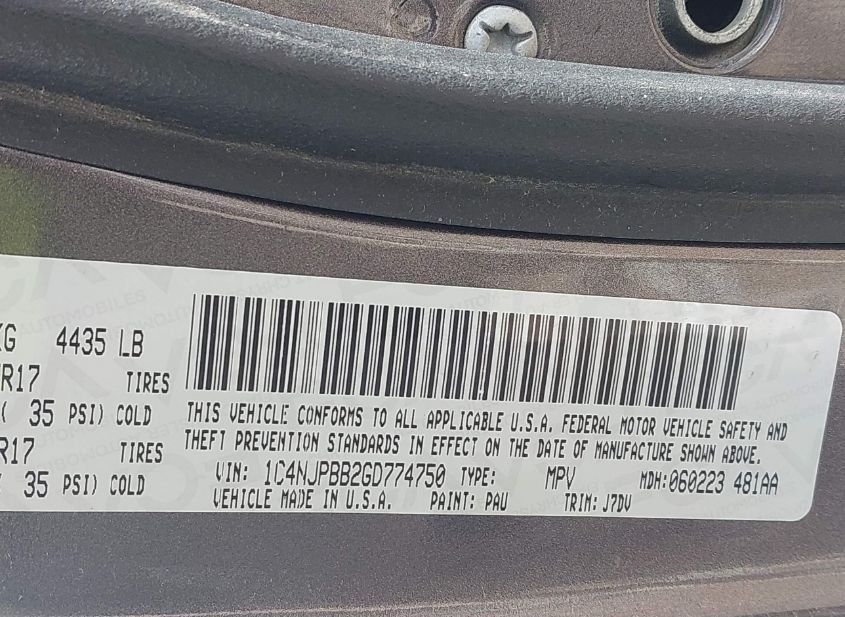 KG 4435 LB
R17 TIRES
( 35 PSI) COLD
R17 TIRES
35 PSI) COLD
THIS VEHICLE CONFORMS TO ALL APPLICABLE U.S.A. FEDERAL MOTOR VEHICLE SAFETY AND
THEFT PREVENTION STANDARDS IN EFFECT ON THE DATE OF MANUFACTURE SHOWN ABOVE.
VIN: 1C4NJPBB2GD774750 TYPE: MPV MDH:060223 481AA
VEHICLE MADE IN U.S.A. PAINT: PAU TRIM: J7DV